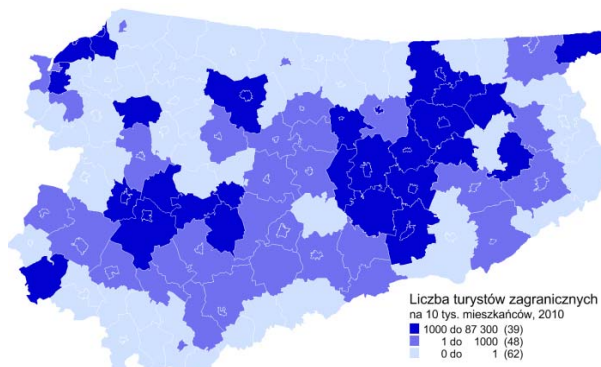 Liczba turystów zagranicznych
na 10 tys. mieszkańców, 2010
1000 do 87 300 (39)
1 do 1000 (48)
0 do 1 (62)